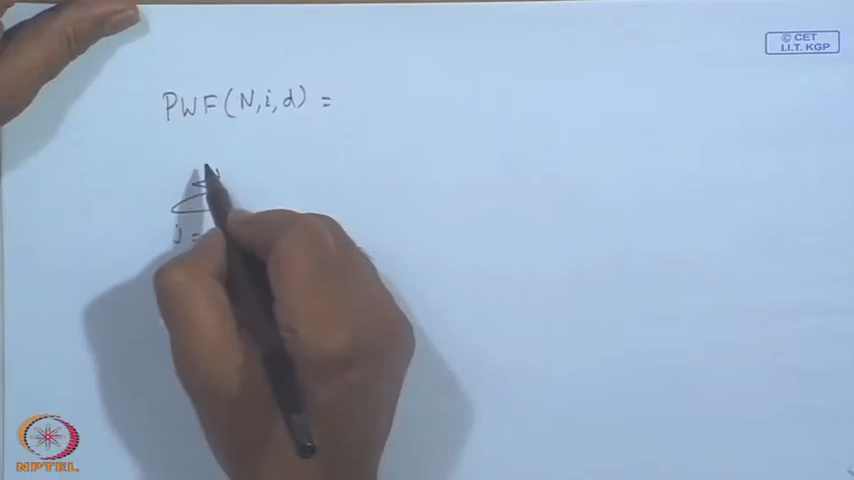 © CET
I.I.T. KGP
PWF(N,i,d) =
j =
NPTEL